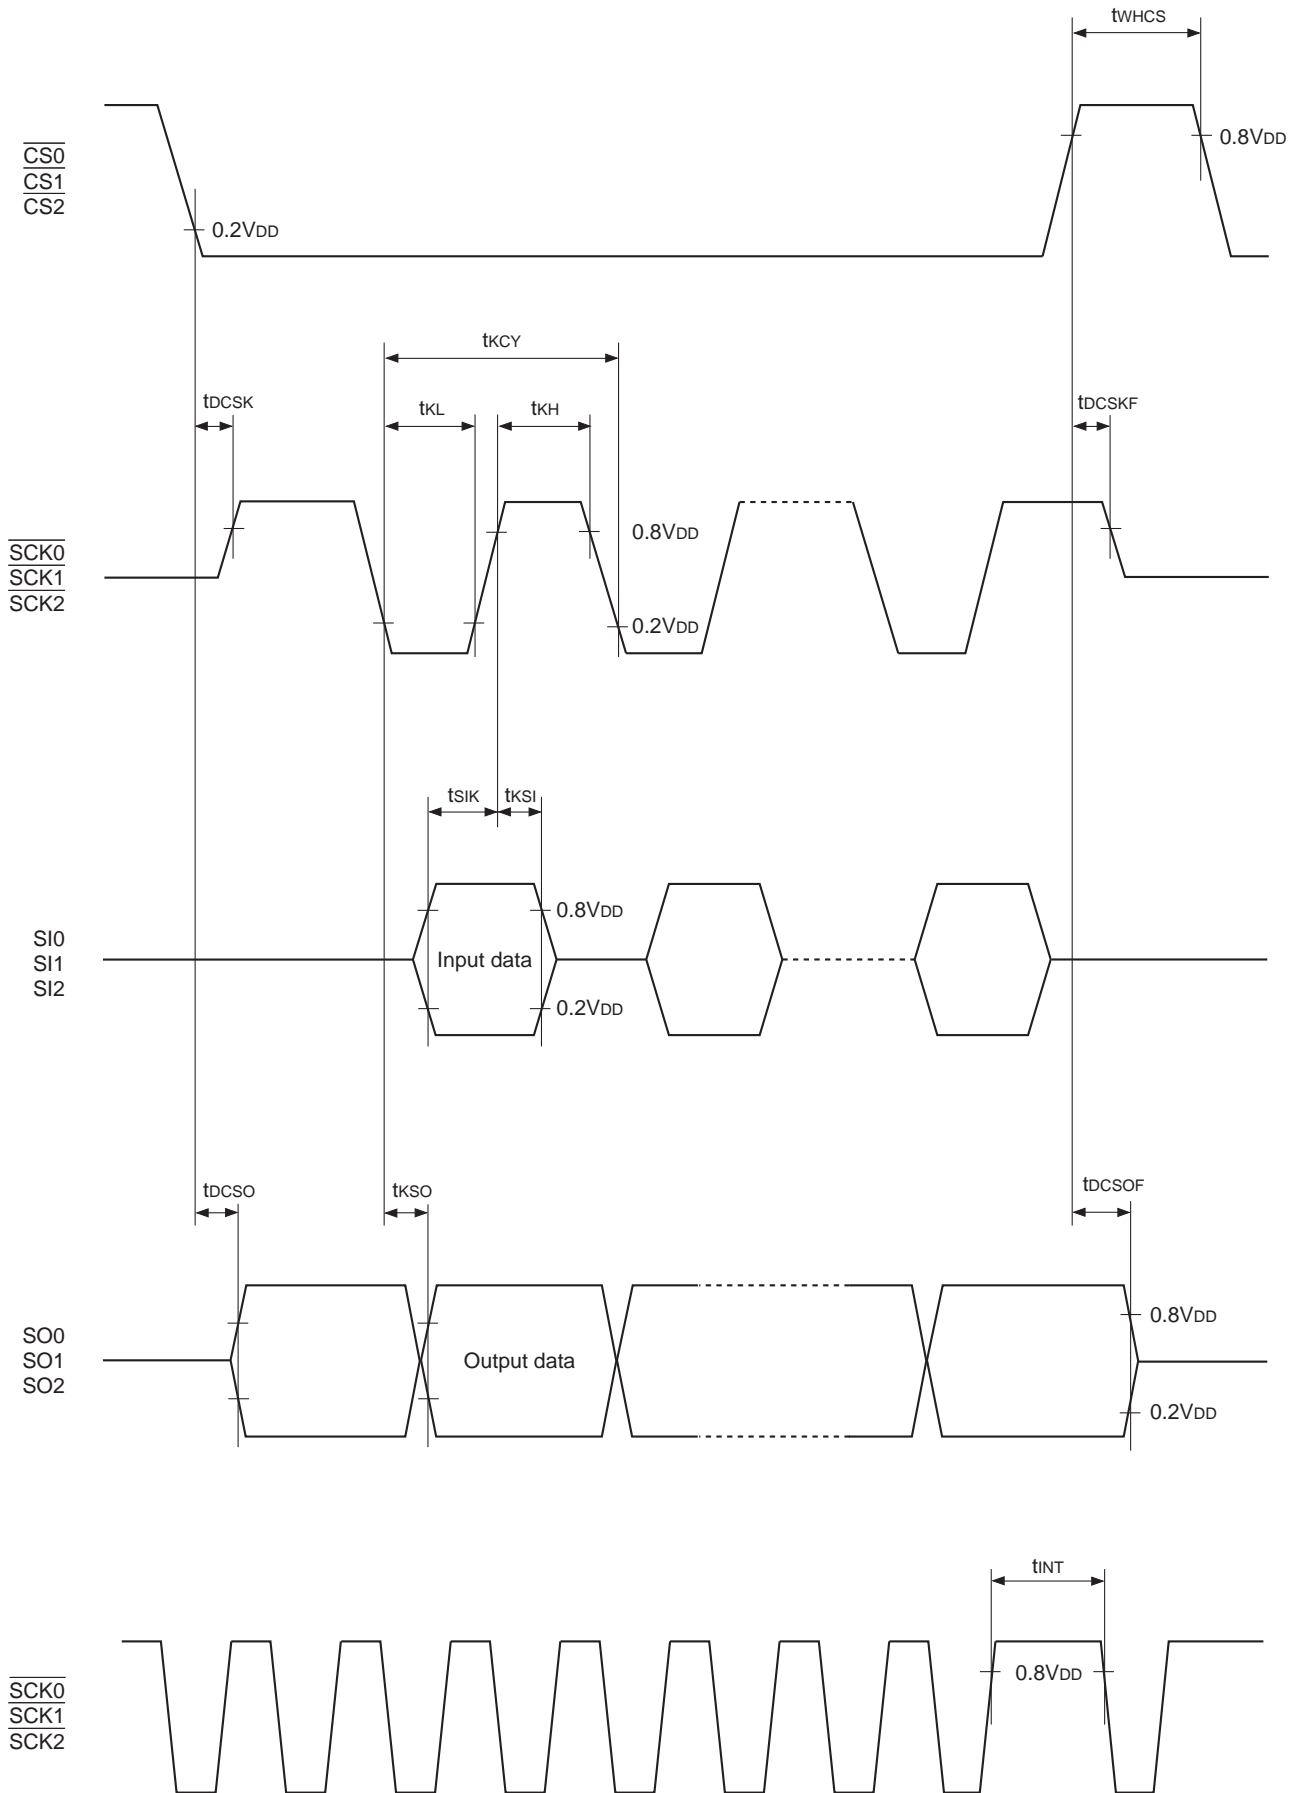 tWHCS
CS0
CS1
CS2
0.8VDD
0.2VDD
tKCY
tDCSK
tKL
tKH
tDCSKF
SCK0
SCK1
SCK2
0.8VDD
0.2VDD
tSIK
tKSI
SI0
SI1
SI2
0.8VDD
Input data
0.2VDD
tDCSO
tKSO
tDCSOF
SO0
SO1
SO2
0.8VDD
Output data
0.2VDD
tINT
SCK0
SCK1
SCK2
0.8VDD